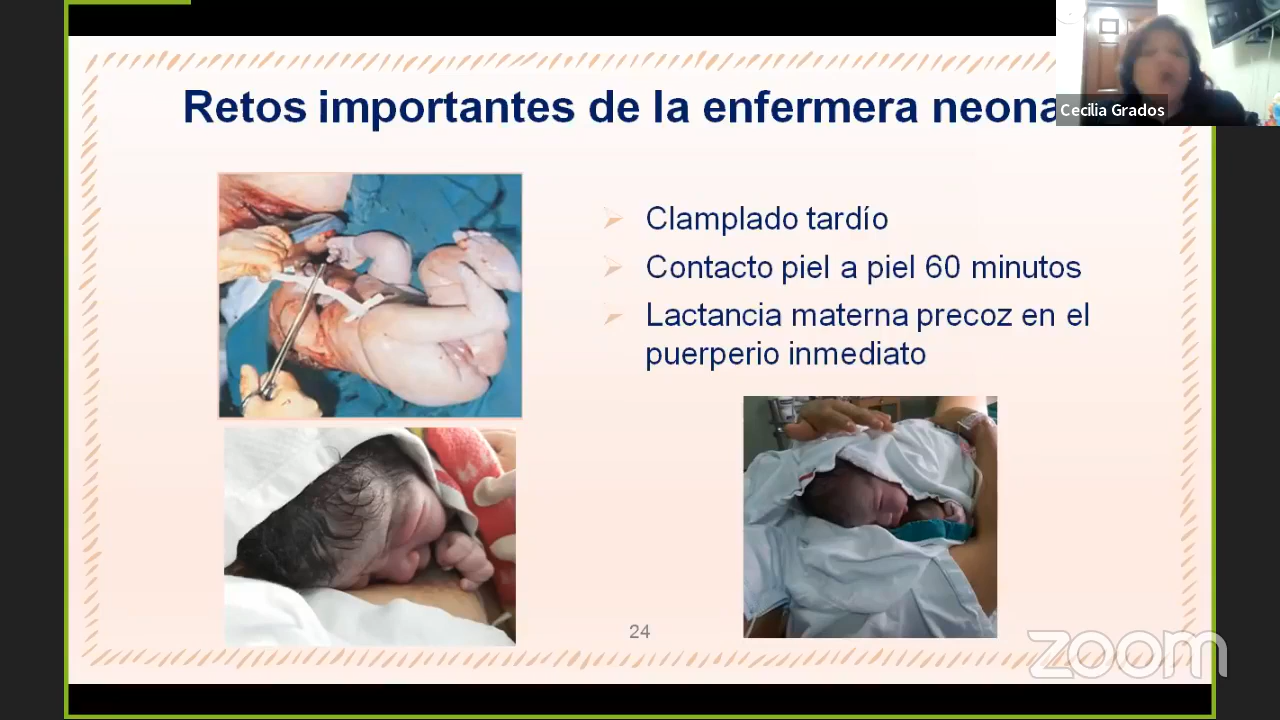 Retos importantes de la enfermera neona
Cecilia Grados
Clamplado tardío
Contacto piel a piel 60 minutos
Lactancia materna precoz en el
puerperio inmediato
24
zoom